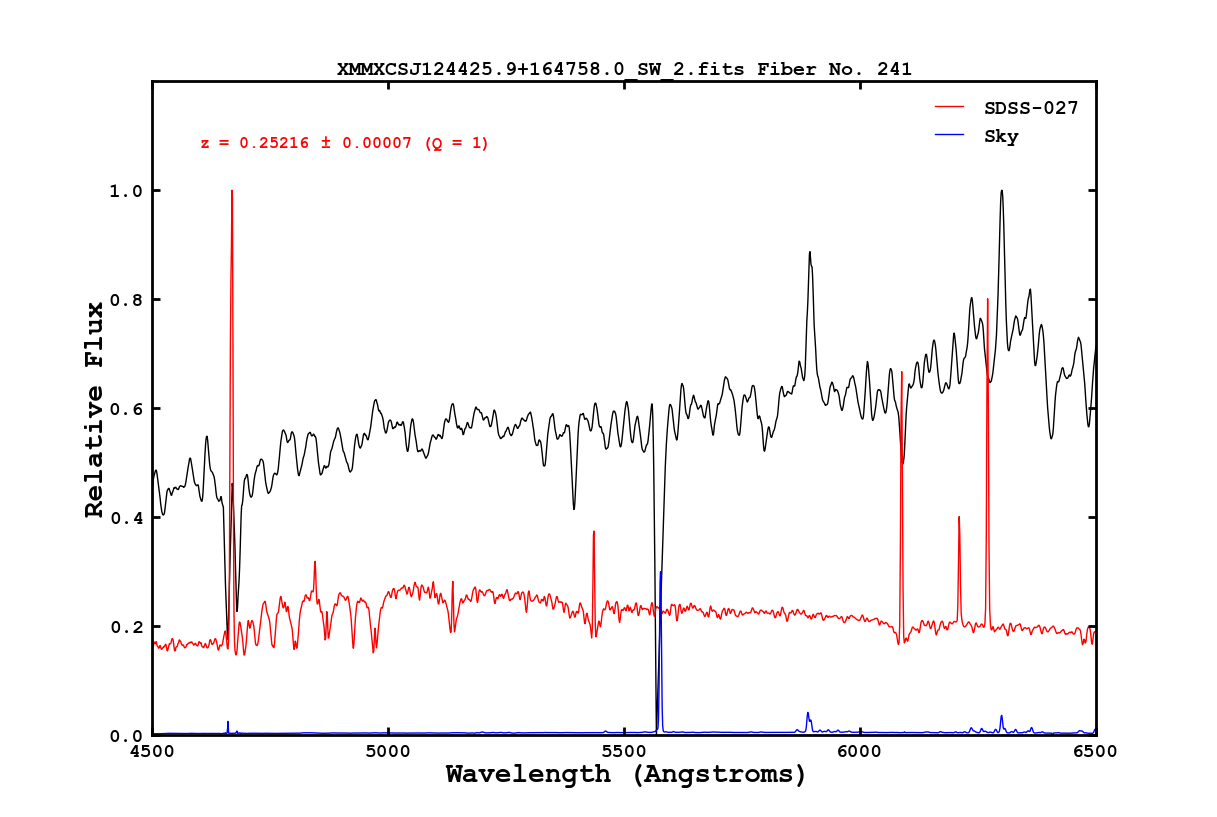 XMMXCSJ124425.9+164758.0_SW_2.fits Fiber No. 241
z = 0.25216 ± 0.00007 (Q = 1)
SDSS-027
Sky
1.0
0.8
0.6
0.4
0.2
0.0
Relative Flux
4500 5000 5500 6000 6500
Wavelength (Angstroms)